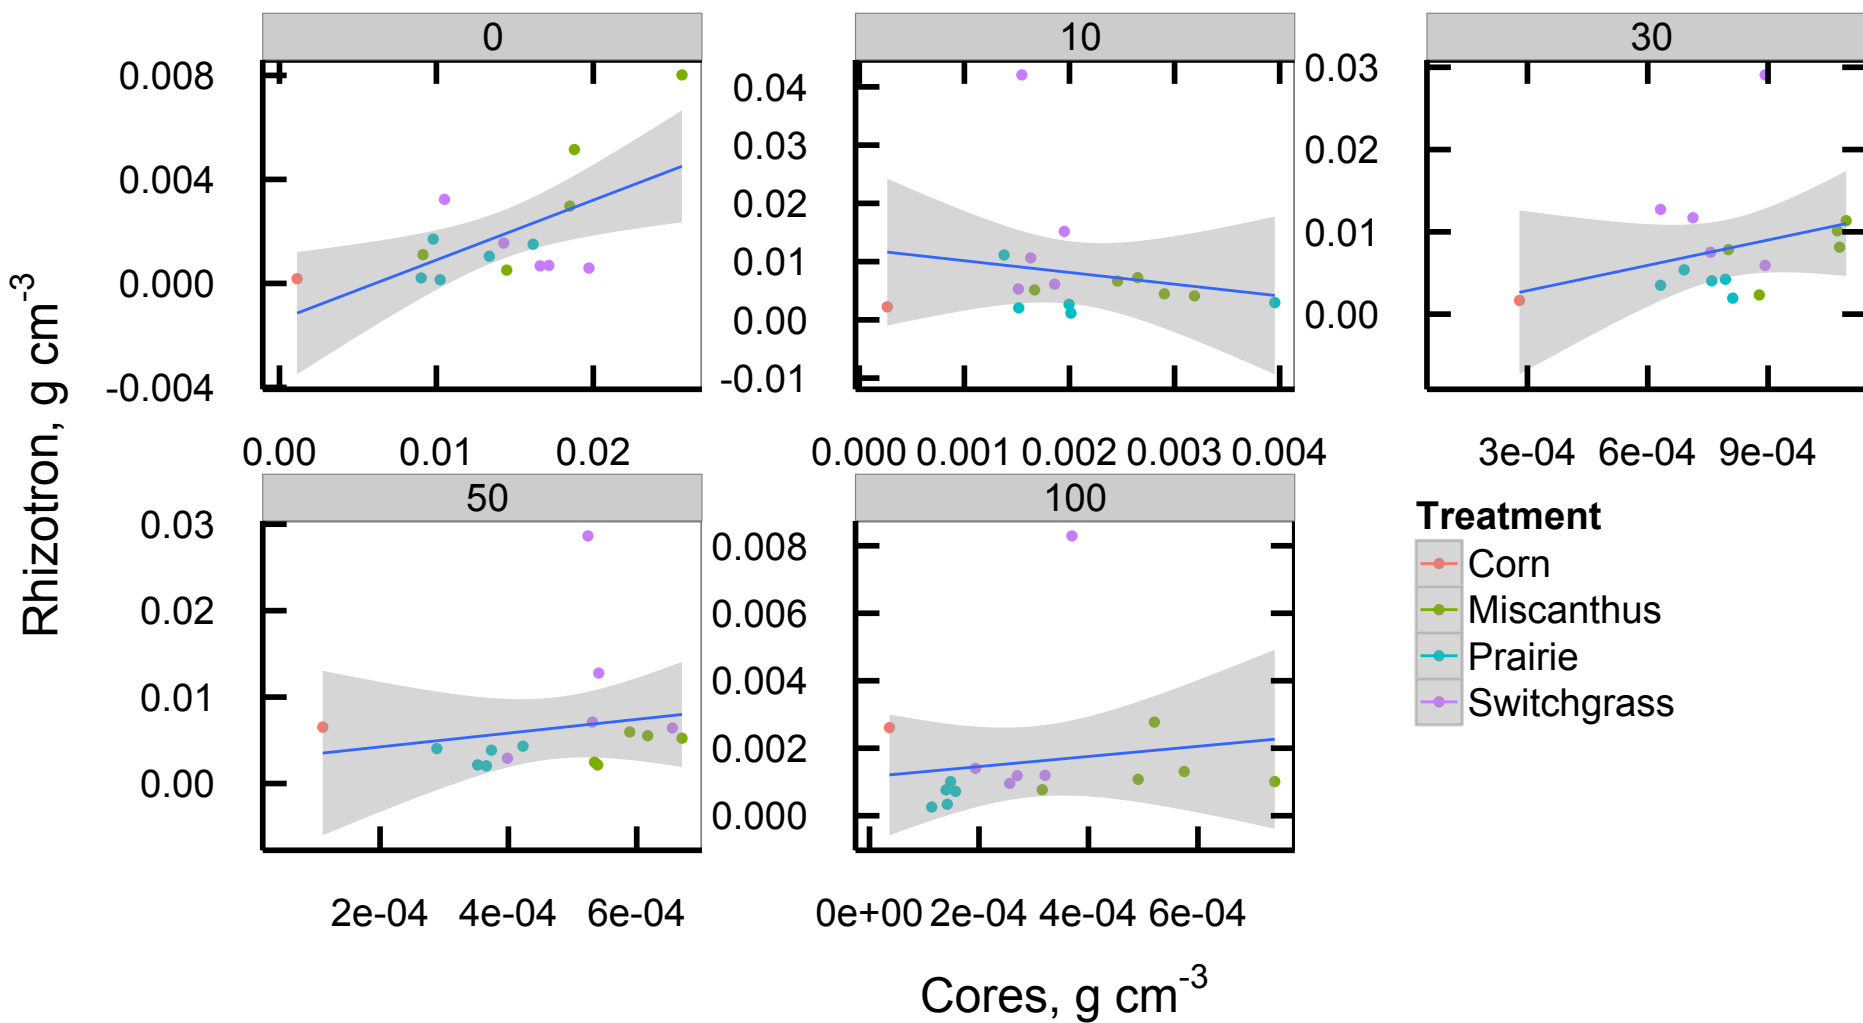 0
10
30
0.008
0.004
0.000
-0.004
0.04
0.03
0.02
0.01
0.00
-0.01
0.03
0.02
0.01
0.00
0.00 0.01 0.02
0.000 0.001 0.002 0.003 0.004
3e-04 6e-04 9e-04
50
100
0.03
0.02
0.01
0.00
0.008
0.006
0.004
0.002
0.000
2e-04 4e-04 6e-04
0e+00 2e-04 4e-04 6e-04
Treatment
Corn
Miscanthus
Prairie
Switchgrass
Rhizotron, g cm-3
Cores, g cm-3